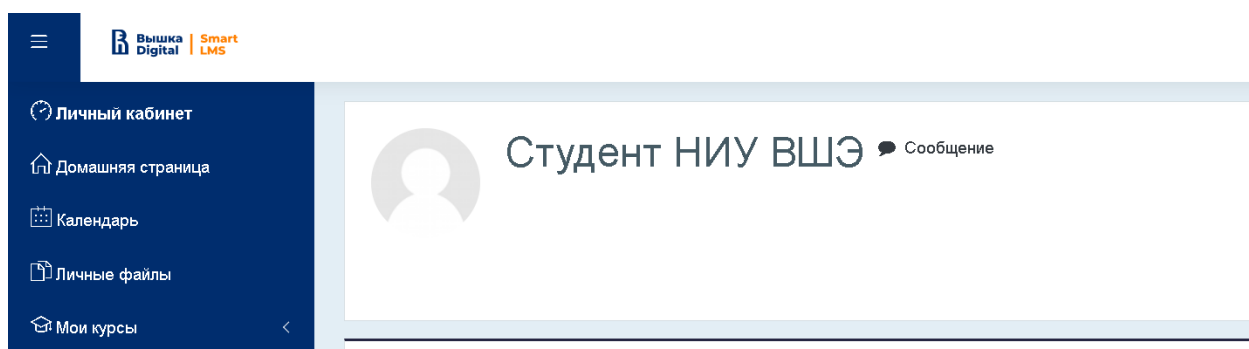 Вышка Digital
Smart LMS
Личный кабинет
Домашняя страница
Календарь
Личные файлы
Мои курсы
Студент НИУ ВШЭ
Сообщение